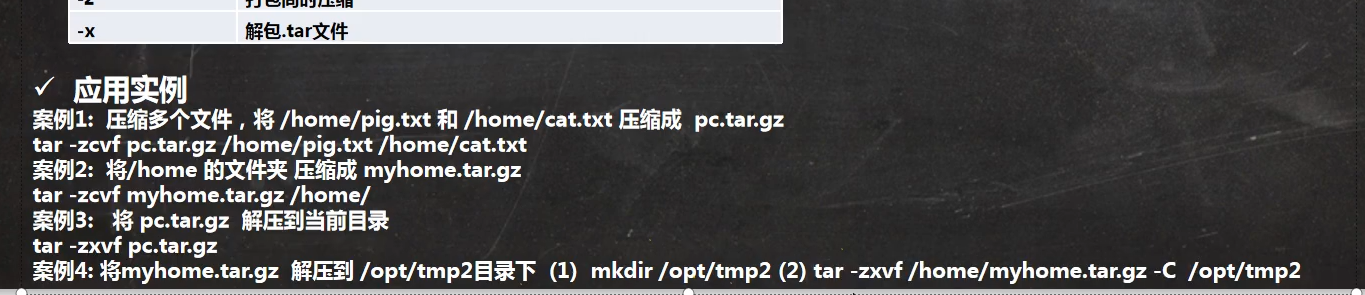 -z 打包同时压缩
-x 解包.tar文件
✓ 应用实例
案例1: 压缩多个文件，将 /home/pig.txt 和 /home/cat.txt 压缩成 pc.tar.gz
tar -zcvf pc.tar.gz /home/pig.txt /home/cat.txt
案例2: 将/home 的文件夹 压缩成 myhome.tar.gz
tar -zcvf myhome.tar.gz /home/
案例3: 将 pc.tar.gz 解压到当前目录
tar -zxvf pc.tar.gz
案例4: 将myhome.tar.gz 解压到 /opt/tmp2目录下 (1) mkdir /opt/tmp2 (2) tar -zxvf /home/myhome.tar.gz -C /opt/tmp2